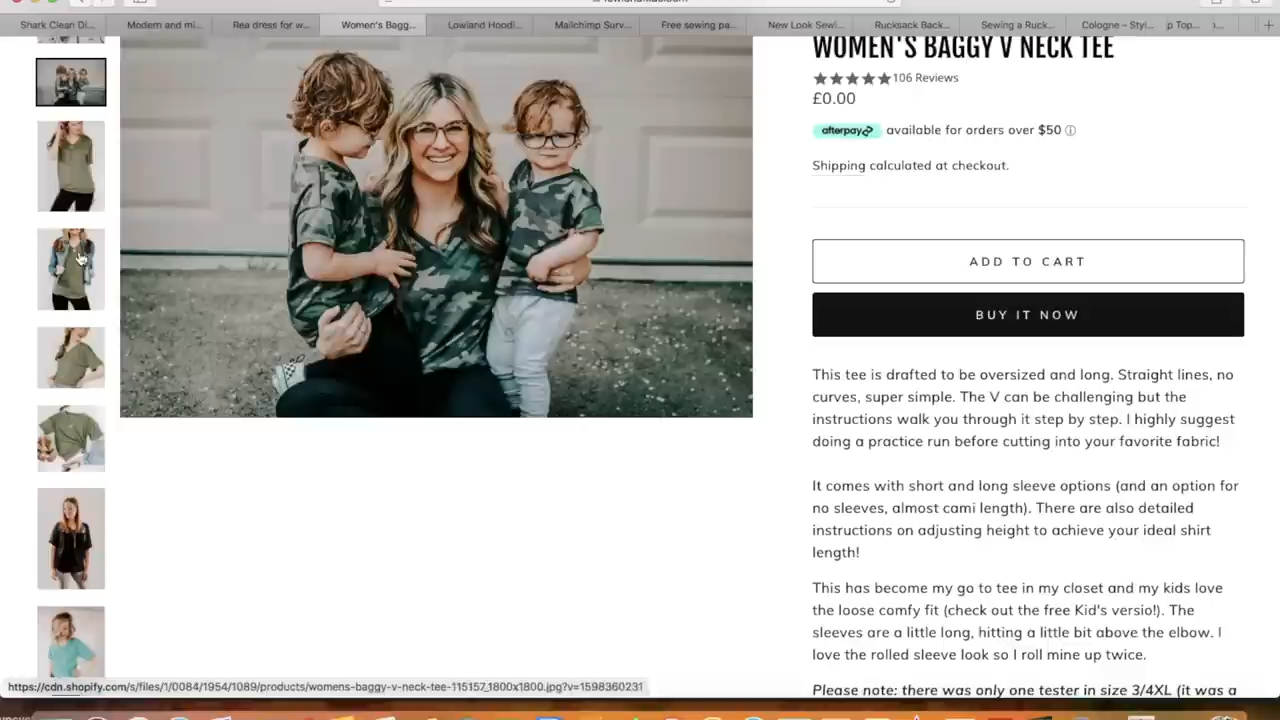 Shark Clean Di...
Modern and mi...
Rea dress for w...
Women's Bagg...
Lowland Hoodi...
Mailchimp Surv...
Free sewing pa...
New Look Sewi...
Rucksack Back...
Sewing a Ruck...
Cologne – Styl...
p Top...
WOMEN'S BAGGY V NECK TEE
106 Reviews
£0.00
afterpay available for orders over $50
Shipping calculated at checkout.
ADD TO CART
BUY IT NOW
This tee is drafted to be oversized and long. Straight lines, no
curves, super simple. The V can be challenging but the
instructions walk you through it step by step. I highly suggest
doing a practice run before cutting into your favorite fabric!
It comes with short and long sleeve options (and an option for
no sleeves, almost cami length). There are also detailed
instructions on adjusting height to achieve your ideal shirt
length!
This has become my go to tee in my closet and my kids love
the loose comfy fit (check out the free Kid's versio!). The
sleeves are a little long, hitting a little bit above the elbow. I
love the rolled sleeve look so I roll mine up twice.
Please note: there was only one tester in size 3/4XL (it was a
https://cdn.shopify.com/s/files/1/0084/1954/1089/products/womens-baggy-v-neck-tee-115157_1800x1800.jpg?v=1598360231